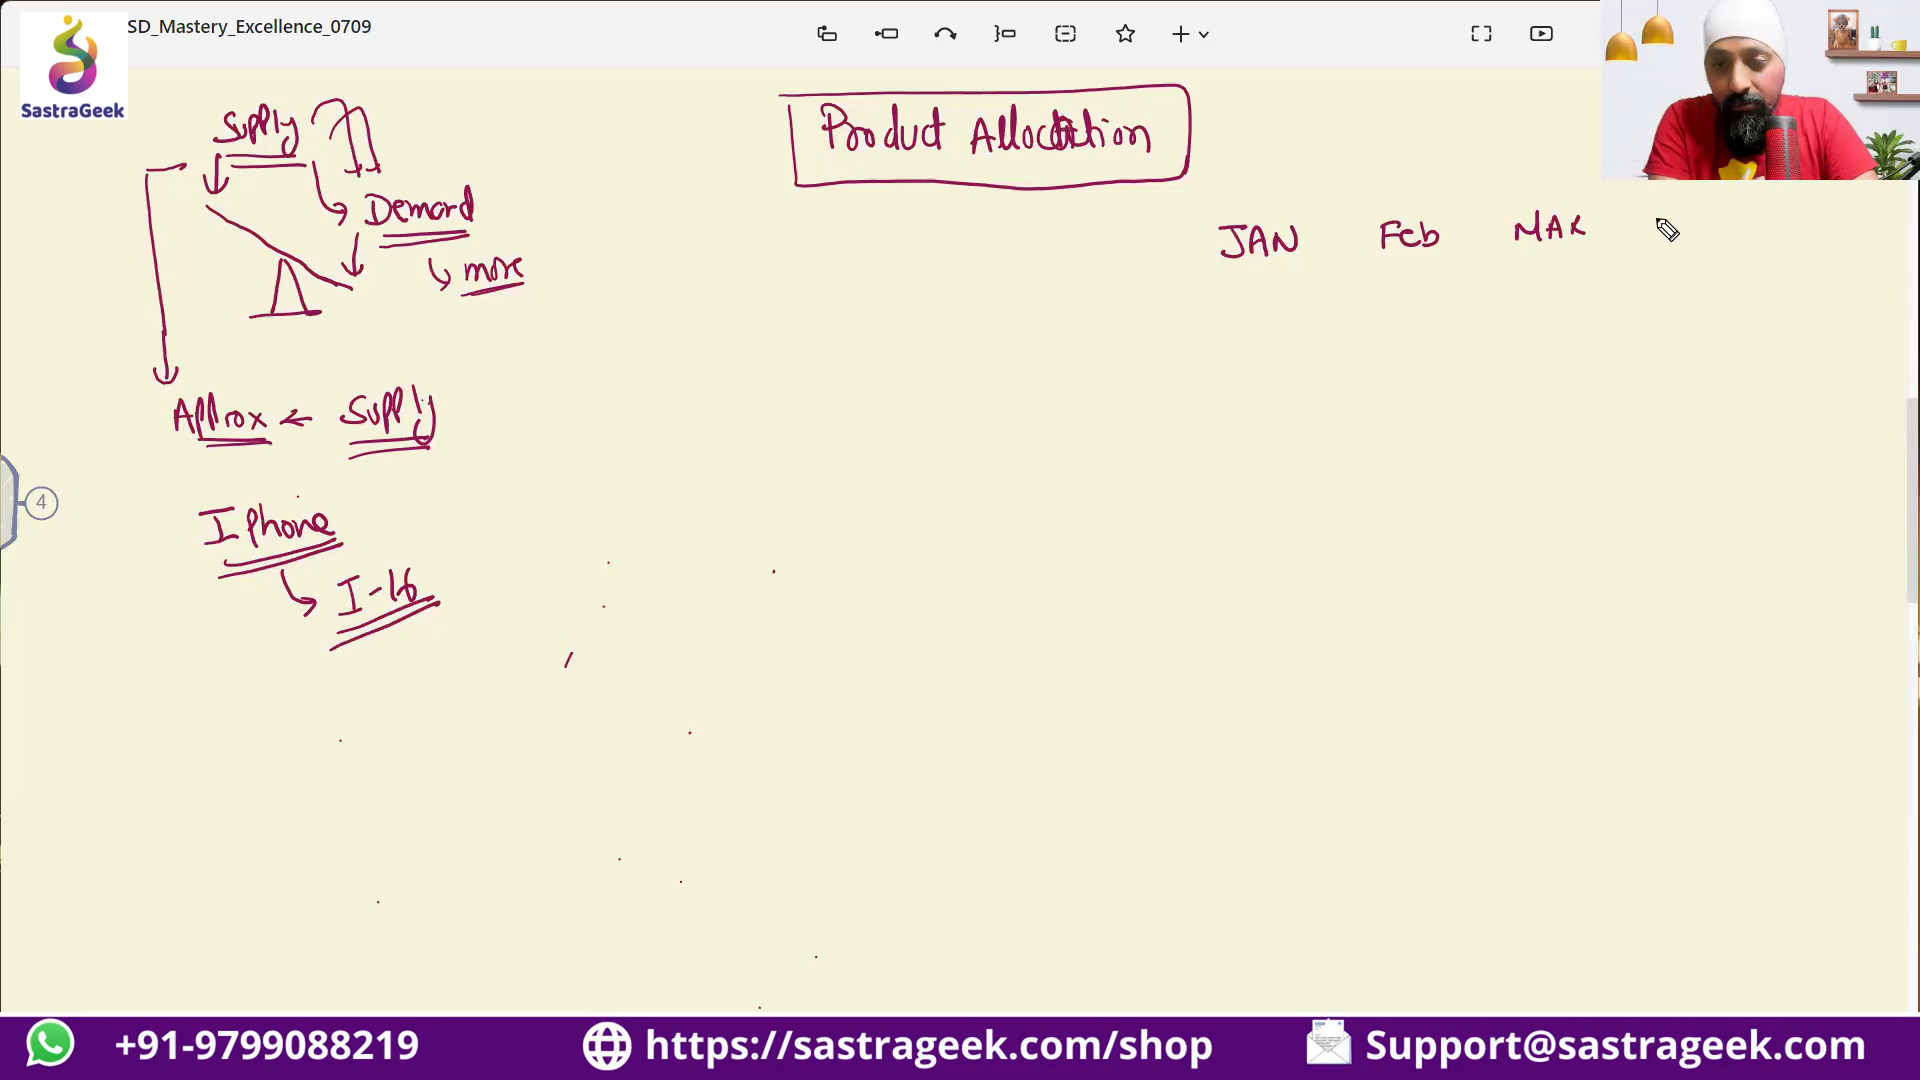 SD_Mastery_Excellence_0709
SastraGeek
Product Allocation
Supply
Demand
more
JAN Feb MAR
Approx ← Supply
4
I Phone
I-16
+91-9799088219
https://sastrageek.com/shop
Support@sastrageek.com